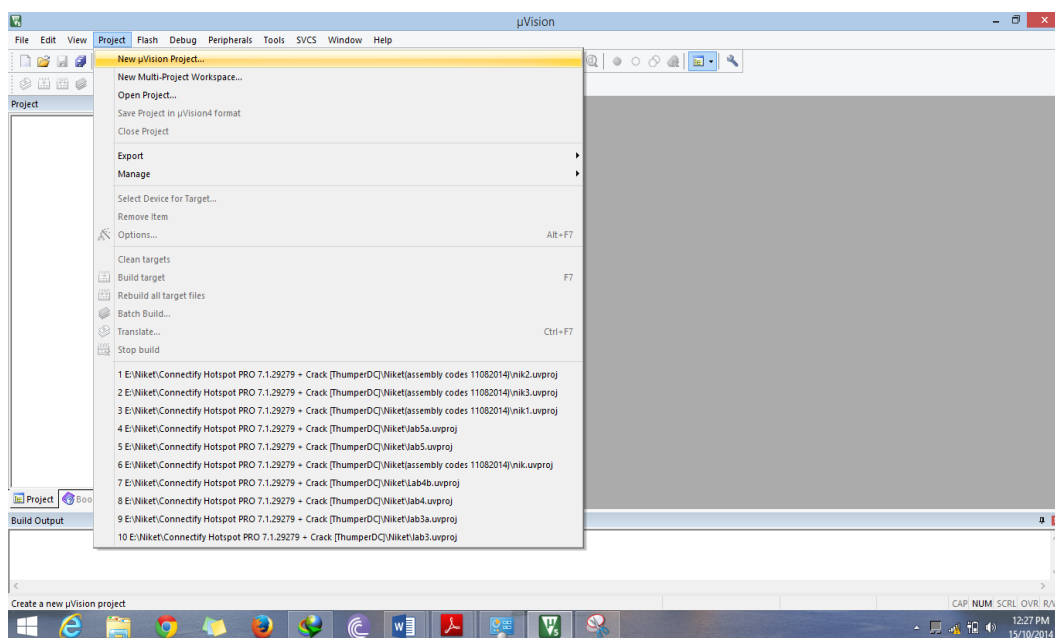 µVision
File Edit View Project Flash Debug Peripherals Tools SVCS Window Help
New µVision Project...
New Multi-Project Workspace...
Open Project...
Save Project in µVision4 format
Close Project
Export
Manage
Select Device for Target...
Remove Item
Options... Alt+F7
Clean targets
Build target F7
Rebuild all target files
Batch Build...
Translate... Ctrl+F7
Stop build
1 E:\Niket\Connectify Hotspot PRO 7.1.29279 + Crack [ThumperDC]\Niket(assembly codes 11082014)\nik2.uvproj
2 E:\Niket\Connectify Hotspot PRO 7.1.29279 + Crack [ThumperDC]\Niket(assembly codes 11082014)\nik3.uvproj
3 E:\Niket\Connectify Hotspot PRO 7.1.29279 + Crack [ThumperDC]\Niket(assembly codes 11082014)\nik1.uvproj
4 E:\Niket\Connectify Hotspot PRO 7.1.29279 + Crack [ThumperDC]\Niket\lab5a.uvproj
5 E:\Niket\Connectify Hotspot PRO 7.1.29279 + Crack [ThumperDC]\Niket\lab5.uvproj
6 E:\Niket\Connectify Hotspot PRO 7.1.29279 + Crack [ThumperDC]\Niket(assembly codes 11082014)\nik.uvproj
7 E:\Niket\Connectify Hotspot PRO 7.1.29279 + Crack [ThumperDC]\Niket\Lab4b.uvproj
8 E:\Niket\Connectify Hotspot PRO 7.1.29279 + Crack [ThumperDC]\Niket\lab4.uvproj
9 E:\Niket\Connectify Hotspot PRO 7.1.29279 + Crack [ThumperDC]\Niket\lab3a.uvproj
10 E:\Niket\Connectify Hotspot PRO 7.1.29279 + Crack [ThumperDC]\Niket\lab3.uvproj
Project
Project Boo
Build Output
Create a new µVision project
CAP NUM SCRL OVR R/W
12:27 PM
15/10/2014